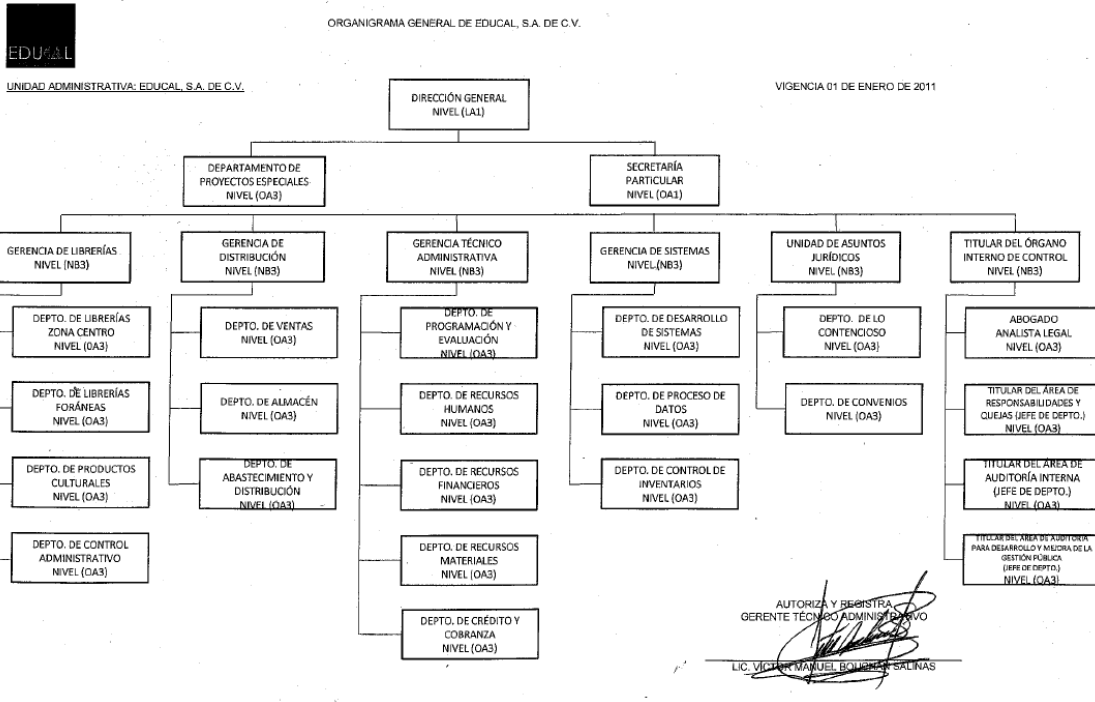 EDUCAL
ORGANIGRAMA GENERAL DE EDUCAL, S.A. DE C.V.
UNIDAD ADMINISTRATIVA: EDUCAL, S.A. DE C.V.
VIGENCIA 01 DE ENERO DE 2011
DIRECCIÓN GENERAL
NIVEL (LA1)
DEPARTAMENTO DE
PROYECTOS ESPECIALES
NIVEL (OA3)
SECRETARÍA
PARTICULAR
NIVEL (OA1)
GERENCIA DE LIBRERÍAS
NIVEL (NB3)
GERENCIA DE
DISTRIBUCIÓN
NIVEL (NB3)
GERENCIA TÉCNICO
ADMINISTRATIVA
NIVEL (NB3)
GERENCIA DE SISTEMAS
NIVEL (NB3)
UNIDAD DE ASUNTOS
JURÍDICOS
NIVEL (NB3)
TITULAR DEL ÓRGANO
INTERNO DE CONTROL
NIVEL (NB3)
DEPTO. DE LIBRERÍAS
ZONA CENTRO
NIVEL (0A3)
DEPTO. DE VENTAS
NIVEL (OA3)
DEPTO. DE
PROGRAMACIÓN Y
EVALUACIÓN
NIVEL (OA3)
DEPTO. DE DESARROLLO
DE SISTEMAS
NIVEL (OA3)
DEPTO. DE LO
CONTENCIOSO
NIVEL (OA3)
ABOGADO
ANALISTA LEGAL
NIVEL (OA3)
DEPTO. DE LIBRERÍAS
FORÁNEAS
NIVEL (OA3)
DEPTO. DE ALMACÉN
NIVEL (OA3)
DEPTO. DE RECURSOS
HUMANOS
NIVEL (OA3)
DEPTO. DE PROCESO DE
DATOS
NIVEL (OA3)
DEPTO. DE CONVENIOS
NIVEL (OA3)
TITULAR DEL ÁREA DE
RESPONSABILIDADES Y
QUEJAS (JEFE DE DEPTO.)
NIVEL (OA3)
DEPTO. DE PRODUCTOS
CULTURALES
NIVEL (OA3)
DEPTO. DE
ABASTECIMIENTO Y
DISTRIBUCIÓN
NIVEL (OA3)
DEPTO. DE RECURSOS
FINANCIEROS
NIVEL (OA3)
DEPTO. DE CONTROL DE
INVENTARIOS
NIVEL (OA3)
TITULAR DEL ÁREA DE
AUDITORÍA INTERNA
(JEFE DE DEPTO.)
NIVEL (OA3)
DEPTO. DE CONTROL
ADMINISTRATIVO
NIVEL (OA3)
DEPTO. DE RECURSOS
MATERIALES
NIVEL (OA3)
TITULAR DEL ÁREA DE AUDITORÍA
PARA DESARROLLO Y MEJORA DE LA
GESTIÓN PÚBLICA
(JEFE DE DEPTO.)
NIVEL (OA3)
DEPTO. DE CRÉDITO Y
COBRANZA
NIVEL (OA3)
AUTORIZA Y REGISTRA
GERENTE TÉCNICO ADMINISTRATIVO
LIC. VÍCTOR MANUEL SALINAS